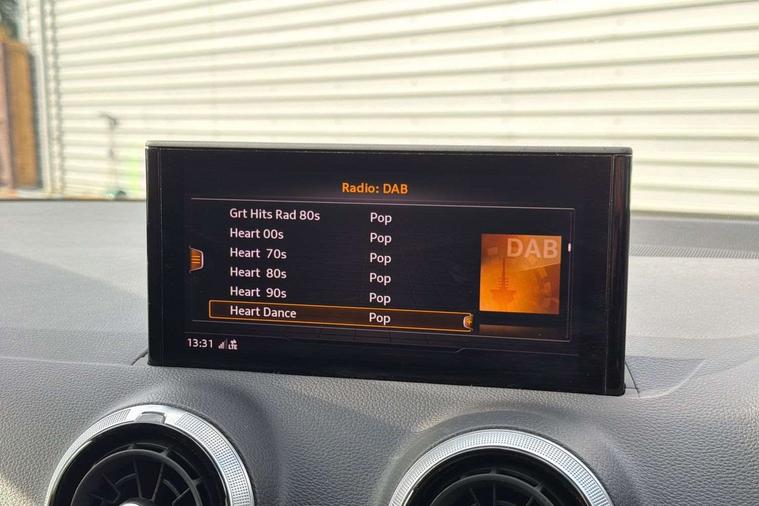 Radio: DAB
Grt Hits Rad 80s Pop
Heart 00s Pop
Heart 70s Pop
Heart 80s Pop
Heart 90s Pop
Heart Dance Pop
DAB
13:31 LTE